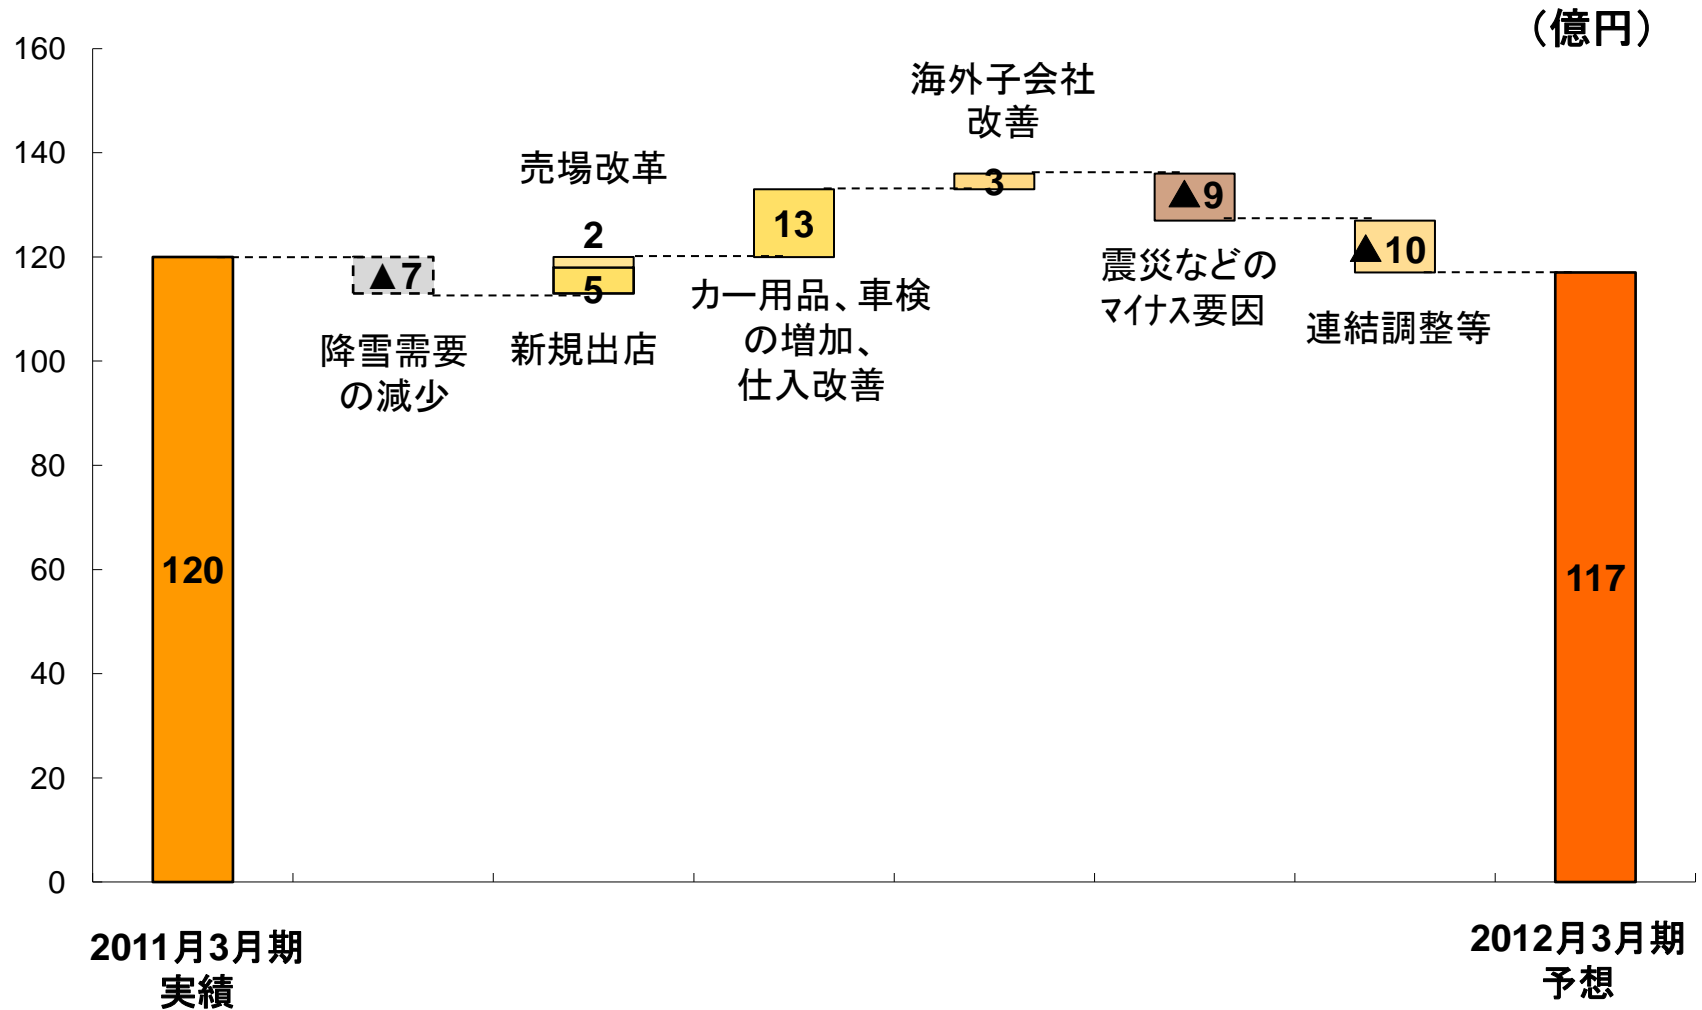 （億円）
160
140
120
100
80
60
40
20
0
120
▲7
降雪需要
の減少
売場改革
2
5
新規出店
13
カー用品、車検
の増加、
仕入改善
海外子会社
改善
3
▲9
震災などの
ﾏｲﾅｽ要因
▲10
連結調整等
117
2011月3月期
実績
2012月3月期
予想